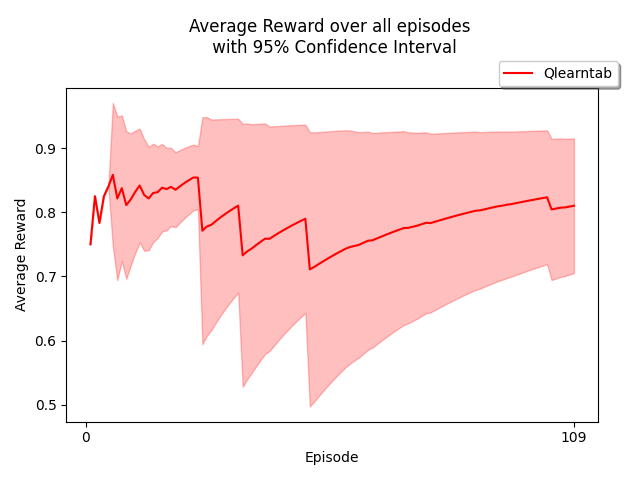 Average Reward over all episodes
with 95% Confidence Interval
Qlearntab
Average Reward
0.9
0.8
0.7
0.6
0.5
0
109
Episode